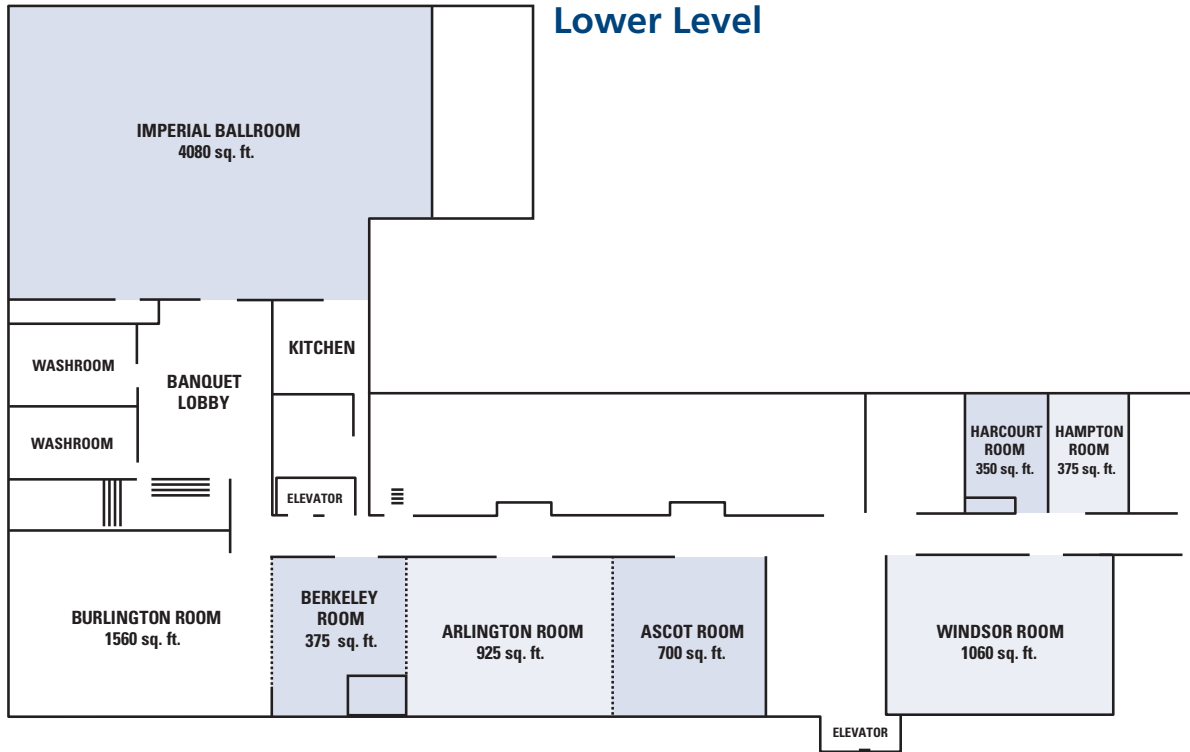 Lower Level
IMPERIAL BALLROOM
4080 sq. ft.
WASHROOM
BANQUET
LOBBY
KITCHEN
WASHROOM
ELEVATOR
HARCOURT
ROOM
350 sq. ft.
HAMPTON
ROOM
375 sq. ft.
BURLINGTON ROOM
1560 sq. ft.
BERKELEY
ROOM
375 sq. ft.
ARLINGTON ROOM
925 sq. ft.
ASCOT ROOM
700 sq. ft.
WINDSOR ROOM
1060 sq. ft.
ELEVATOR